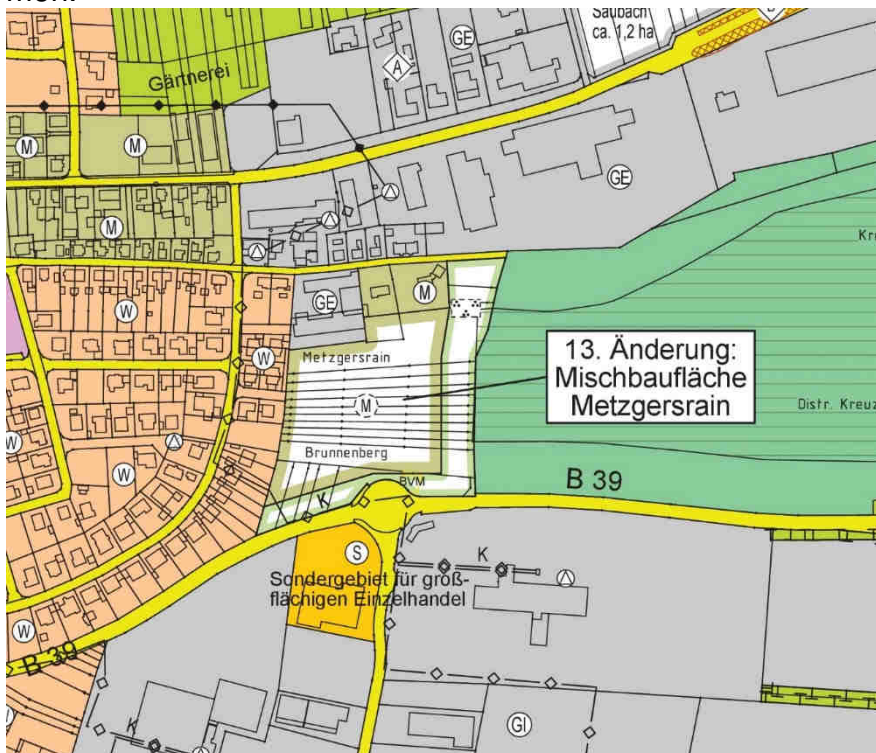 Saubach
ca. 1,2 ha
GE
Gärtnerei
A
M
M
GE
M
GE
M
W
W
Metzgersrain
13. Änderung:
Mischbaufläche
Metzgersrain
M
Distr. Kreuz
W
Brunnenberg
W
BVM
B 39
K
S
K
Sondergebiet für groß-
flächigen Einzelhandel
W
B 39
K
GI